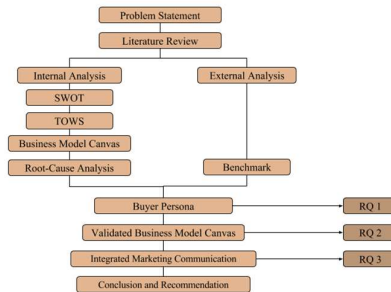 Problem Statement
Literature Review
Internal Analysis
External Analysis
SWOT
TOWS
Business Model Canvas
Root-Cause Analysis
Benchmark
Buyer Persona
RQ 1
Validated Business Model Canvas
RQ 2
Integrated Marketing Communication
RQ 3
Conclusion and Recommendation